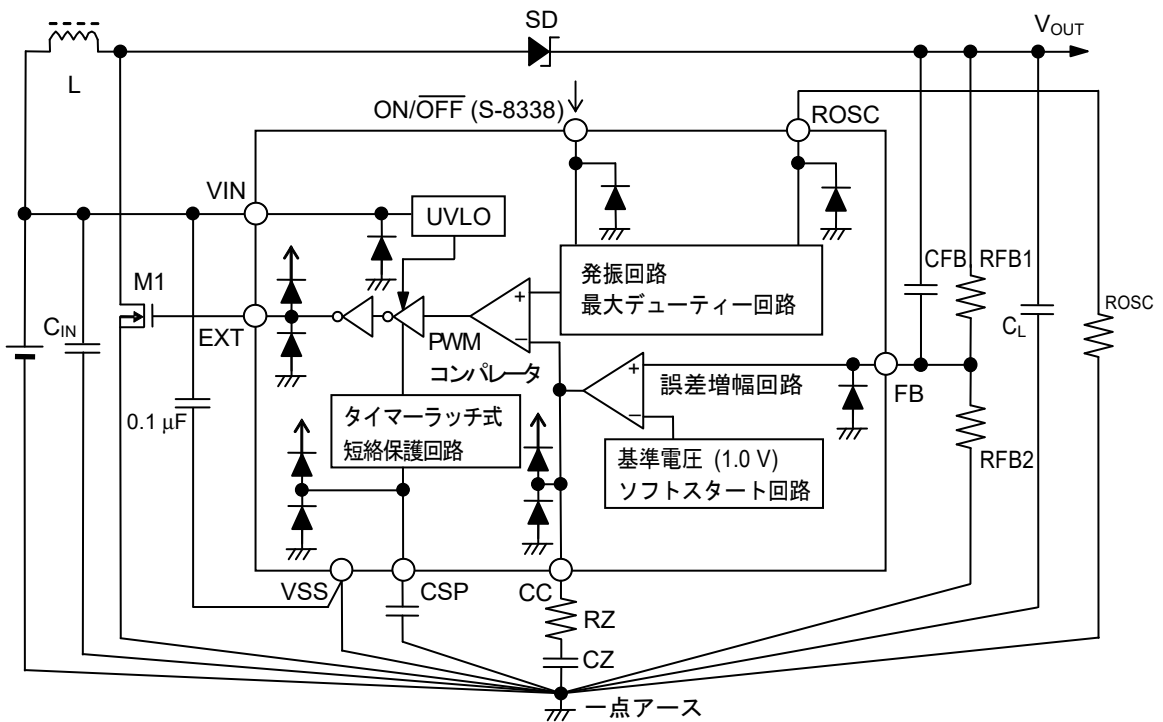 SD
V_OUT
L
ON/OFF (S-8338)
ROSC
VIN
UVLO
M1
C_IN
EXT
発振回路
最大デューティー回路
CFB
RFB1
C_L
ROSC
PWM
コンパレータ
誤差増幅回路
FB
0.1 μF
タイマーラッチ式
短絡保護回路
基準電圧 (1.0 V)
ソフトスタート回路
RFB2
VSS
CSP
CC
RZ
CZ
一点アース